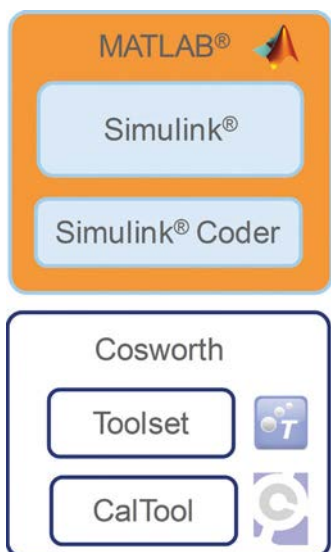 MATLAB®
Simulink®
Simulink® Coder
Cosworth
Toolset
T
CalTool